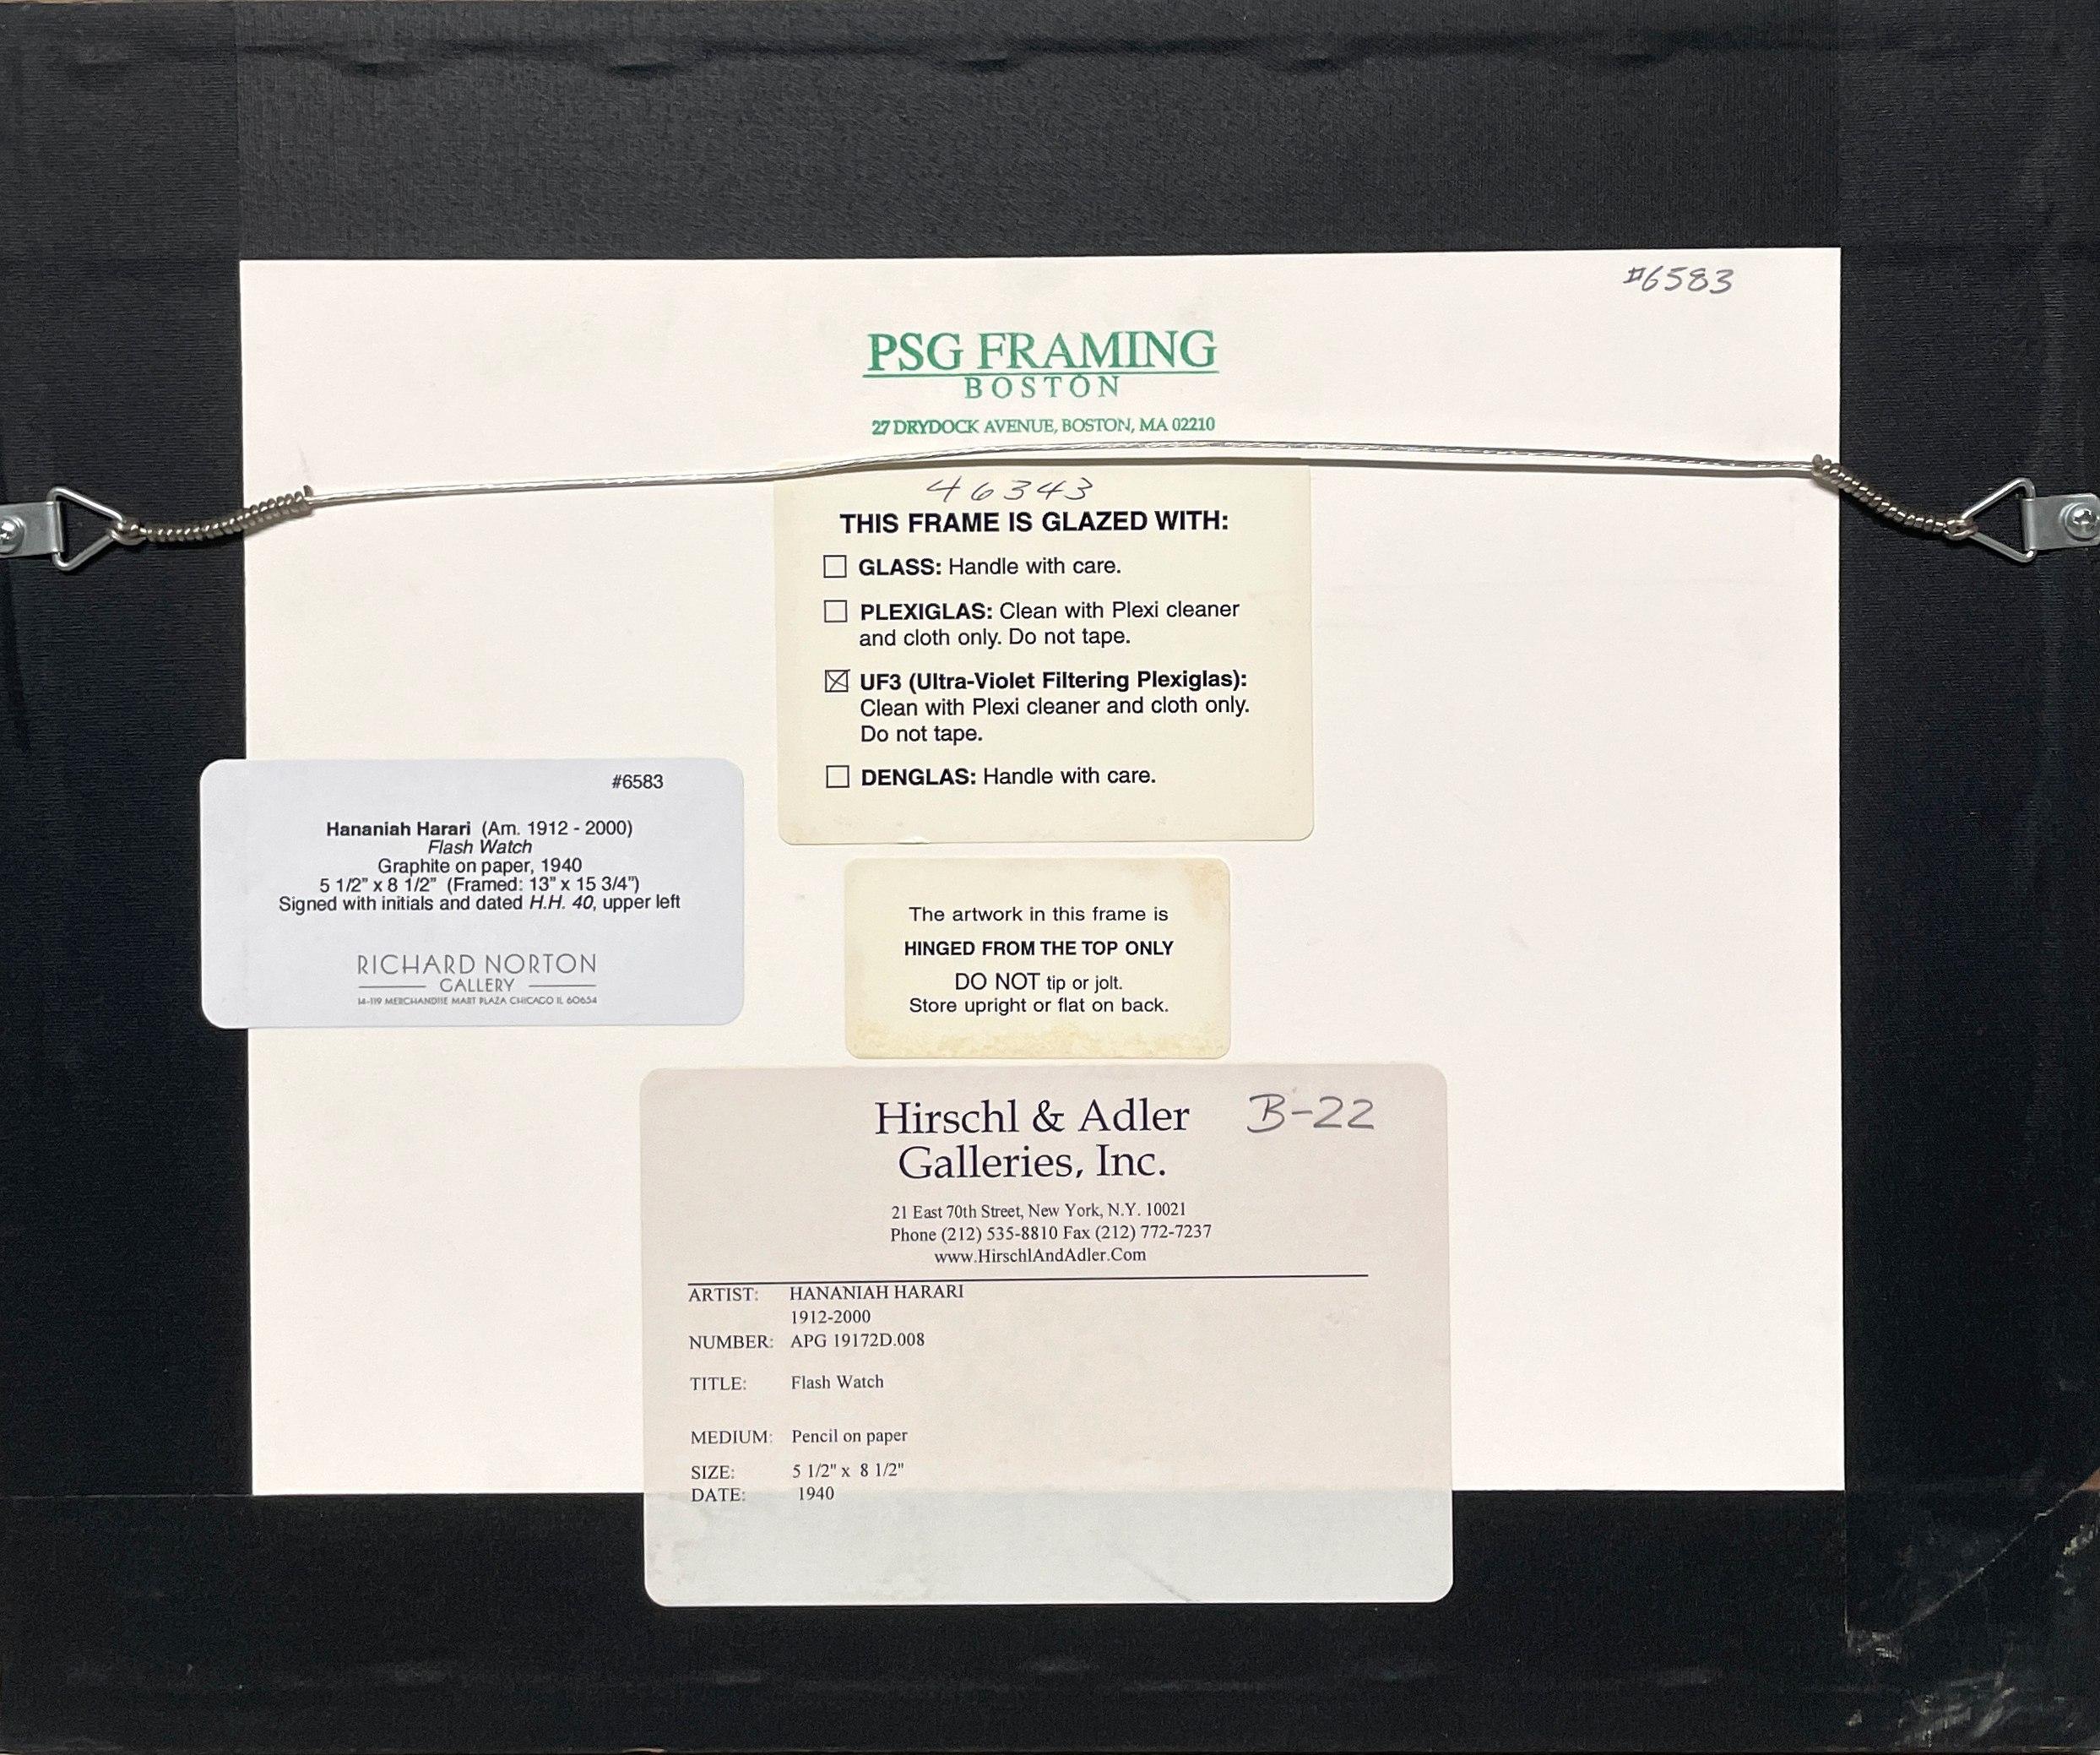 #6583
PSG FRAMING
BOSTON
27 DRYDOCK AVENUE, BOSTON, MA 02210
46343
THIS FRAME IS GLAZED WITH:
GLASS: Handle with care.
PLEXIGLAS: Clean with Plexi cleaner
and cloth only. Do not tape.
UF3 (Ultra-Violet Filtering Plexiglas):
Clean with Plexi cleaner and cloth only.
Do not tape.
DENGLAS: Handle with care.
#6583
Hananiah Harari (Am. 1912 - 2000)
Flash Watch
Graphite on paper, 1940
5 1/2" x 8 1/2" (Framed: 13" x 15 3/4")
Signed with initials and dated H.H. 40, upper left
RICHARD NORTON
GALLERY
14-119 MERCHANDISE MART PLAZA CHICAGO IL 60654
The artwork in this frame is
HINGED FROM THE TOP ONLY
DO NOT tip or jolt.
Store upright or flat on back.
Hirschl & Adler B-22
Galleries, Inc.
21 East 70th Street, New York, N.Y. 10021
Phone (212) 535-8810 Fax (212) 772-7237
www.HirschlAndAdler.Com
ARTIST: HANANIAH HARARI
1912-2000
NUMBER: APG 19172D.008
TITLE: Flash Watch
MEDIUM: Pencil on paper
SIZE: 5 1/2" x 8 1/2"
DATE: 1940